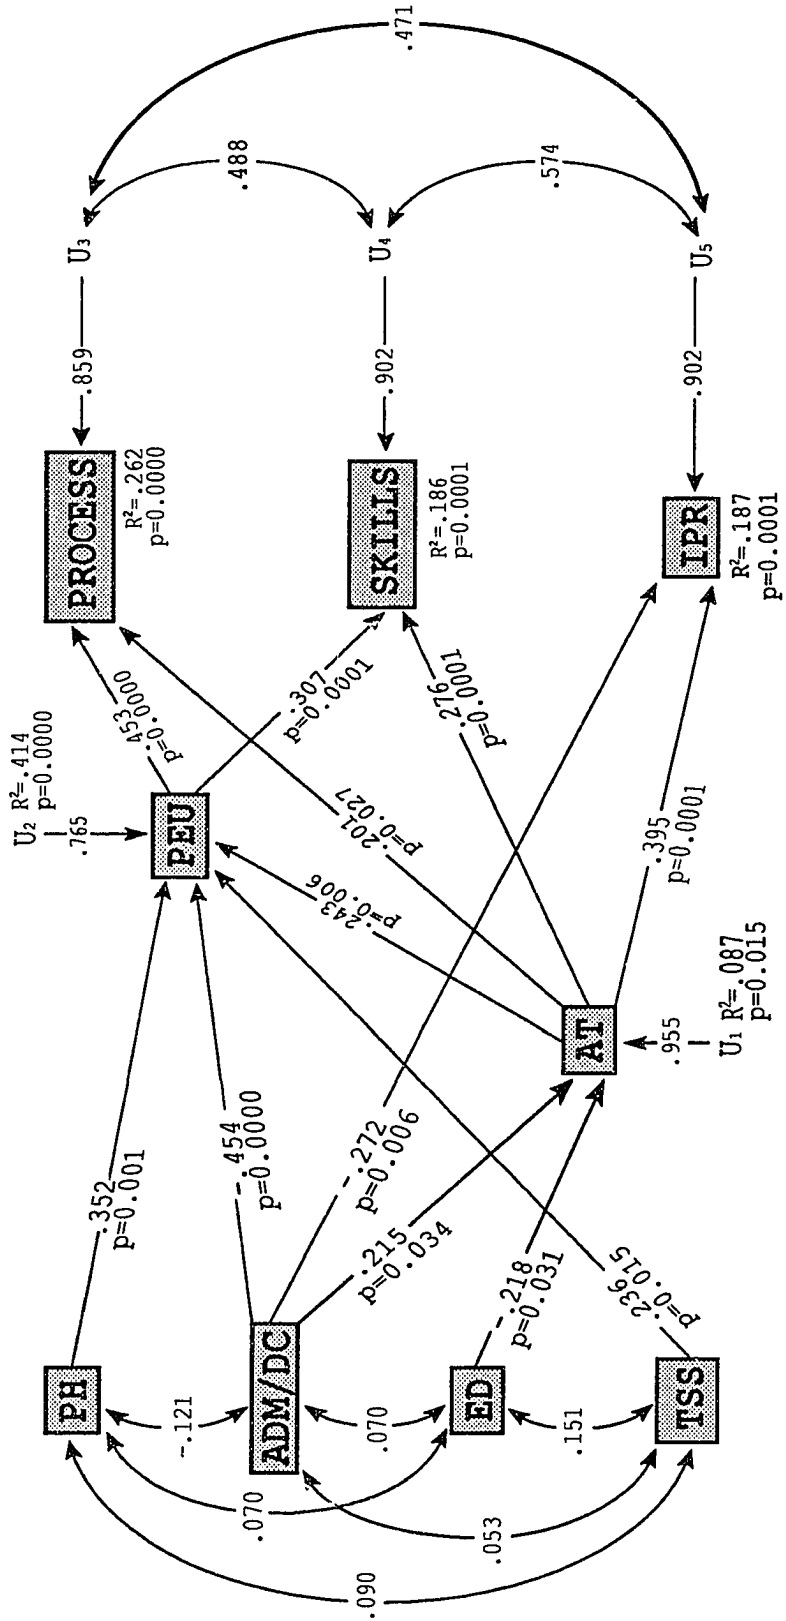 PH
ADM/DC
ED
TSS
-.121
.070
.151
.070
.053
.090
.352
p=0.001
-.454
p=0.0000
-.272
p=0.006
.215
p=0.034
-.218
p=0.031
.236
p=0.015
U₂ R²=.414
p=0.0000
.765
PEU
.243
p=0.006
AT
.955
U₁ R²=.087
p=0.015
.453
p=0.0000
.307
p=0.0001
.201
p=0.027
.276
p=0.0001
.395
p=0.0001
PROCESS
R²=.262
p=0.0000
SKILLS
R²=.186
p=0.0001
IPR
R²=.187
p=0.0001
.859
U₃
.902
U₄
.902
U₅
.488
.574
.471